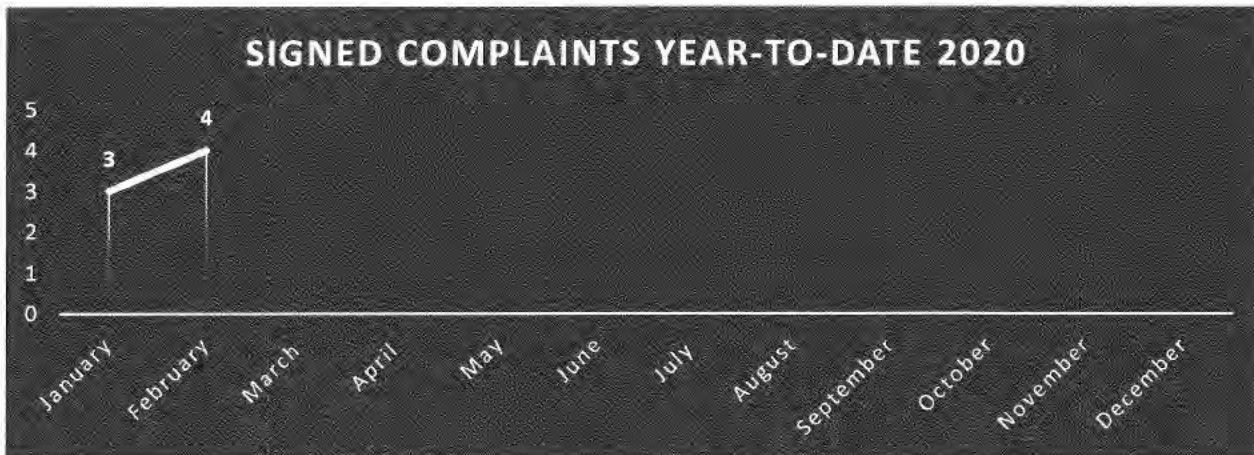 SIGNED COMPLAINTS YEAR-TO-DATE 2020
5
4
3
2
1
0
3
4
January
February
March
April
May
June
July
August
September
October
November
December